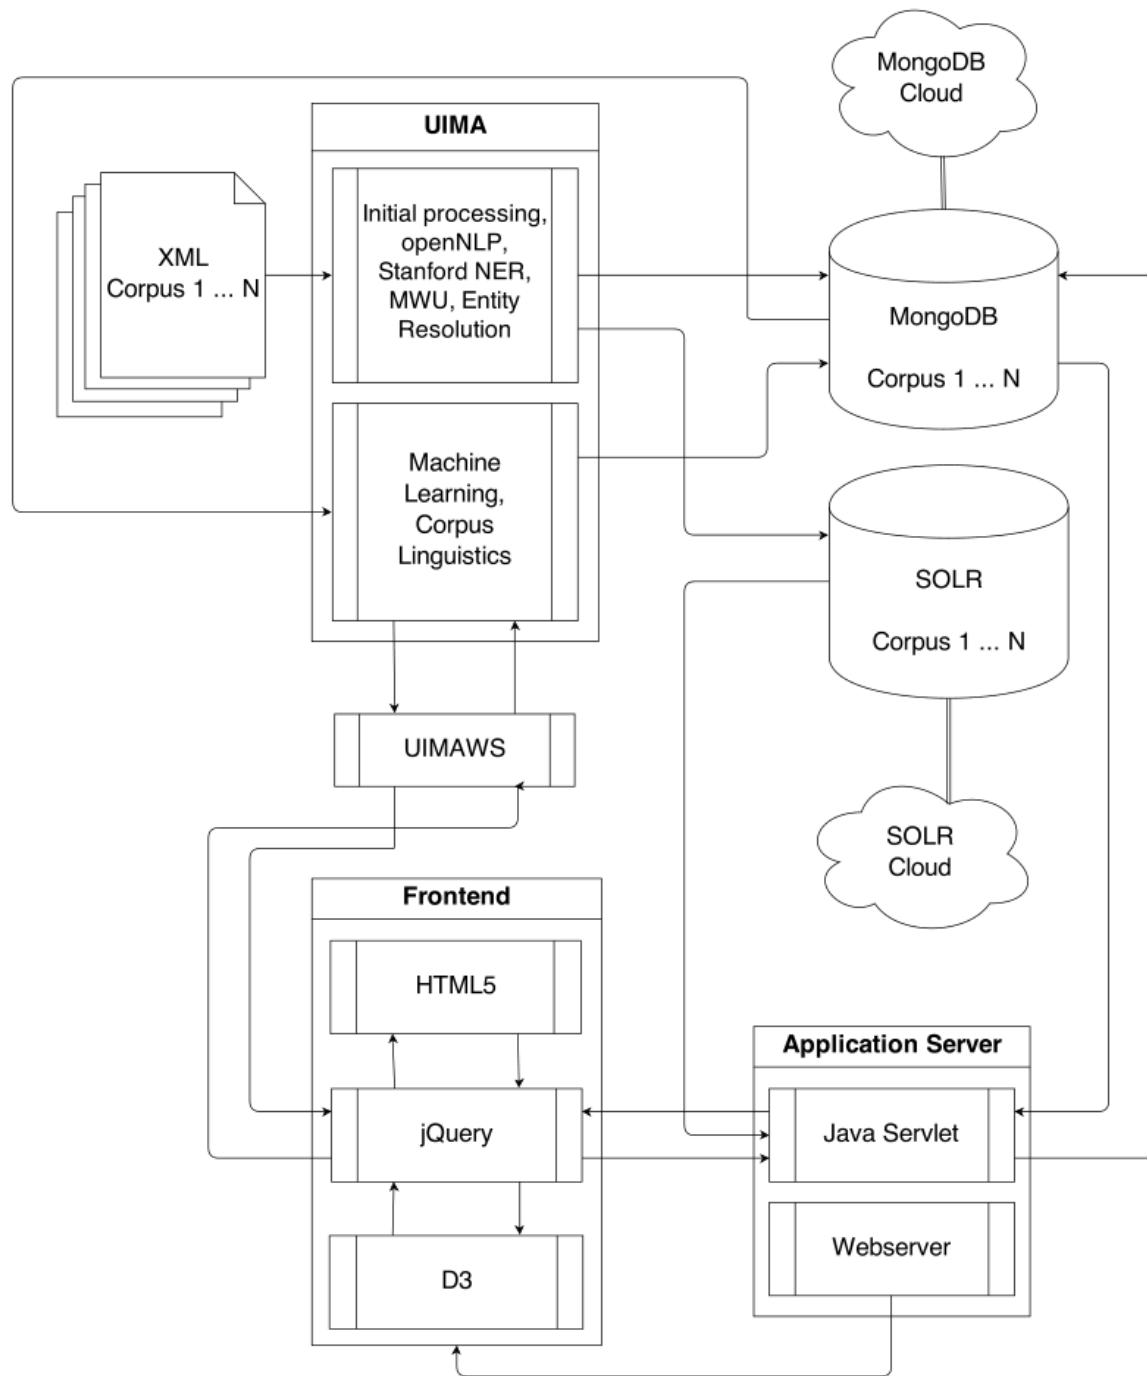 MongoDB
Cloud
UIMA
Initial processing,
openNLP,
Stanford NER,
MWU, Entity
Resolution
XML
Corpus 1 ... N
MongoDB
Corpus 1 ... N
Machine
Learning,
Corpus
Linguistics
SOLR
Corpus 1 ... N
UIMAWS
SOLR
Cloud
Frontend
HTML5
jQuery
D3
Application Server
Java Servlet
Webserver